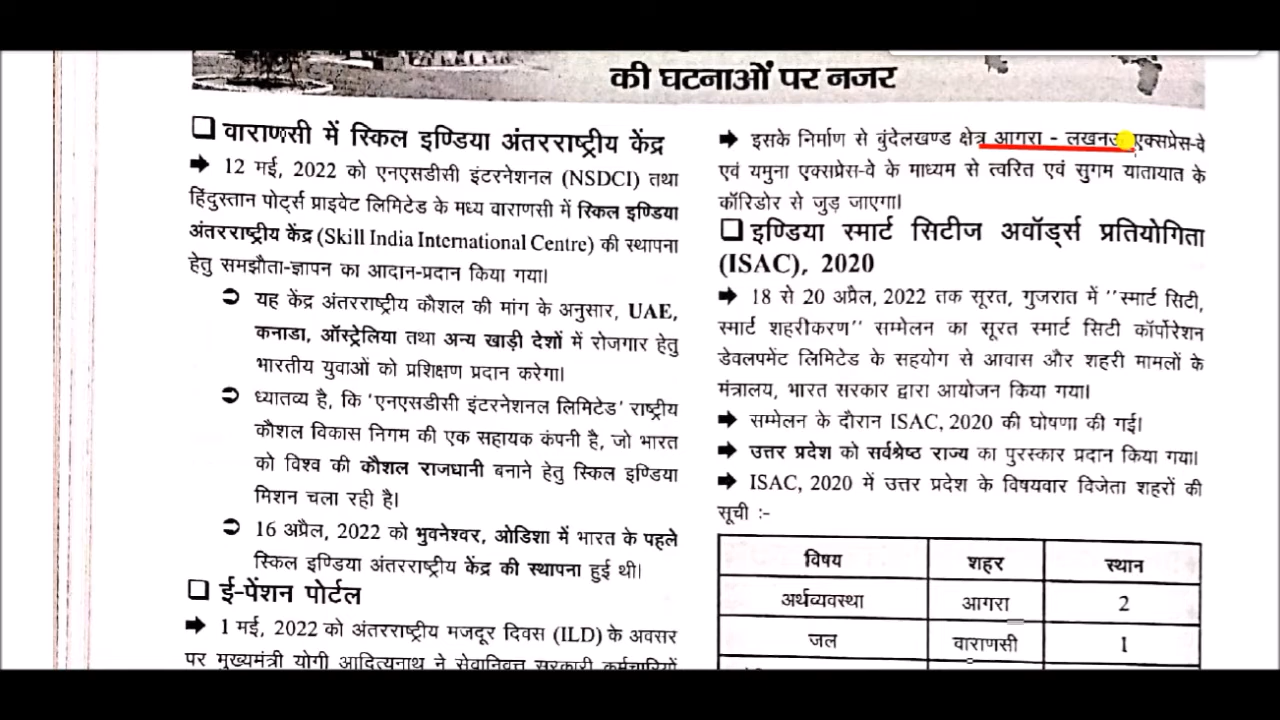 की घटनाओं पर नजर
❑ वाराणसी में स्किल इण्डिया अंतरराष्ट्रीय केंद्र
➡ 12 मई, 2022 को एनएसडीसी इंटरनेशनल (NSDCI) तथा
हिंदुस्तान पोर्ट्स प्राइवेट लिमिटेड के मध्य वाराणसी में स्किल इण्डिया
अंतरराष्ट्रीय केंद्र (Skill India International Centre) की स्थापना
हेतु समझौता-ज्ञापन का आदान-प्रदान किया गया।
➲ यह केंद्र अंतरराष्ट्रीय कौशल की मांग के अनुसार, UAE,
कनाडा, ऑस्ट्रेलिया तथा अन्य खाड़ी देशों में रोजगार हेतु
भारतीय युवाओं को प्रशिक्षण प्रदान करेगा।
➲ ध्यातव्य है, कि 'एनएसडीसी इंटरनेशनल लिमिटेड' राष्ट्रीय
कौशल विकास निगम की एक सहायक कंपनी है, जो भारत
को विश्व की कौशल राजधानी बनाने हेतु स्किल इण्डिया
मिशन चला रही है।
➲ 16 अप्रैल, 2022 को भुवनेश्वर, ओडिशा में भारत के पहले
स्किल इण्डिया अंतरराष्ट्रीय केंद्र की स्थापना हुई थी।
❑ ई-पेंशन पोर्टल
➡ 1 मई, 2022 को अंतरराष्ट्रीय मजदूर दिवस (ILD) के अवसर
पर मुख्यमंत्री योगी आदित्यनाथ ने सेवानिवृत्त सरकारी कर्मचारियों
➡ इसके निर्माण से बुंदेलखण्ड क्षेत्र आगरा - लखनऊ एक्सप्रेस-वे
एवं यमुना एक्सप्रेस-वे के माध्यम से त्वरित एवं सुगम यातायात के
कॉरिडोर से जुड़ जाएगा।
❑ इण्डिया स्मार्ट सिटीज अवॉर्ड्स प्रतियोगिता
(ISAC), 2020
➡ 18 से 20 अप्रैल, 2022 तक सूरत, गुजरात में "स्मार्ट सिटी,
स्मार्ट शहरीकरण" सम्मेलन का सूरत स्मार्ट सिटी कॉर्पोरेशन
डेवलपमेंट लिमिटेड के सहयोग से आवास और शहरी मामलों के
मंत्रालय, भारत सरकार द्वारा आयोजन किया गया।
➡ सम्मेलन के दौरान ISAC, 2020 की घोषणा की गई।
➡ उत्तर प्रदेश को सर्वश्रेष्ठ राज्य का पुरस्कार प्रदान किया गया।
➡ ISAC, 2020 में उत्तर प्रदेश के विषयवार विजेता शहरों की
सूची :-
विषय शहर स्थान
अर्थव्यवस्था आगरा 2
जल वाराणसी 1